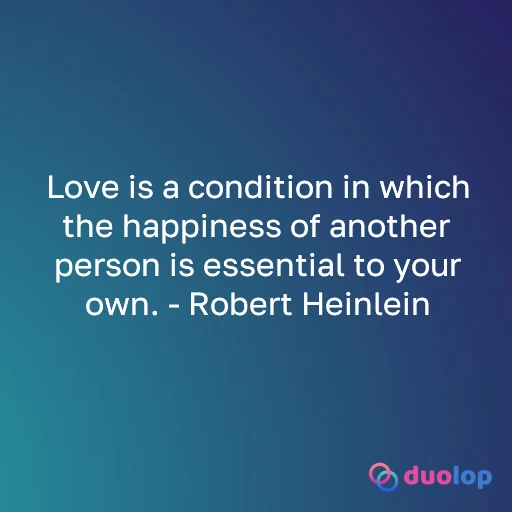 Love is a condition in which
the happiness of another
person is essential to your
own. - Robert Heinlein
duolop